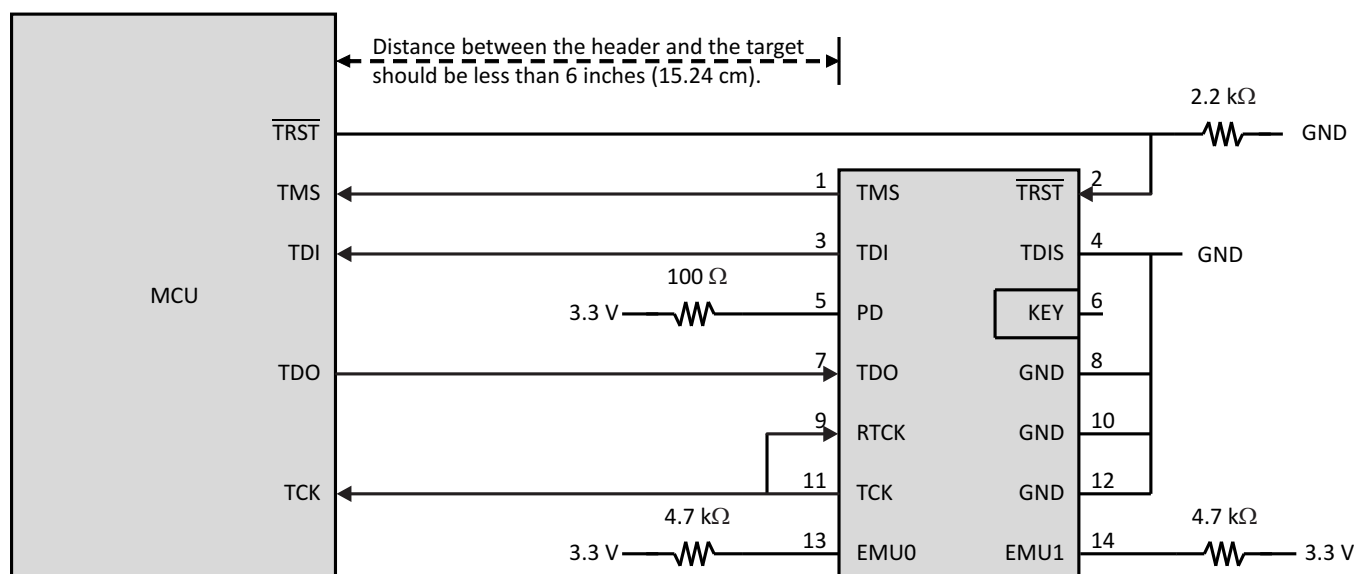 Distance between the header and the target
should be less than 6 inches (15.24 cm).
2.2 kΩ
TRST
GND
TMS
1
TMS
TRST
2
TDI
3
TDI
TDIS
4
GND
100 Ω
MCU
3.3 V
5
PD
KEY
6
TDO
7
TDO
GND
8
9
RTCK
GND
10
TCK
11
TCK
GND
12
4.7 kΩ
4.7 kΩ
3.3 V
13
EMU0
EMU1
14
3.3 V